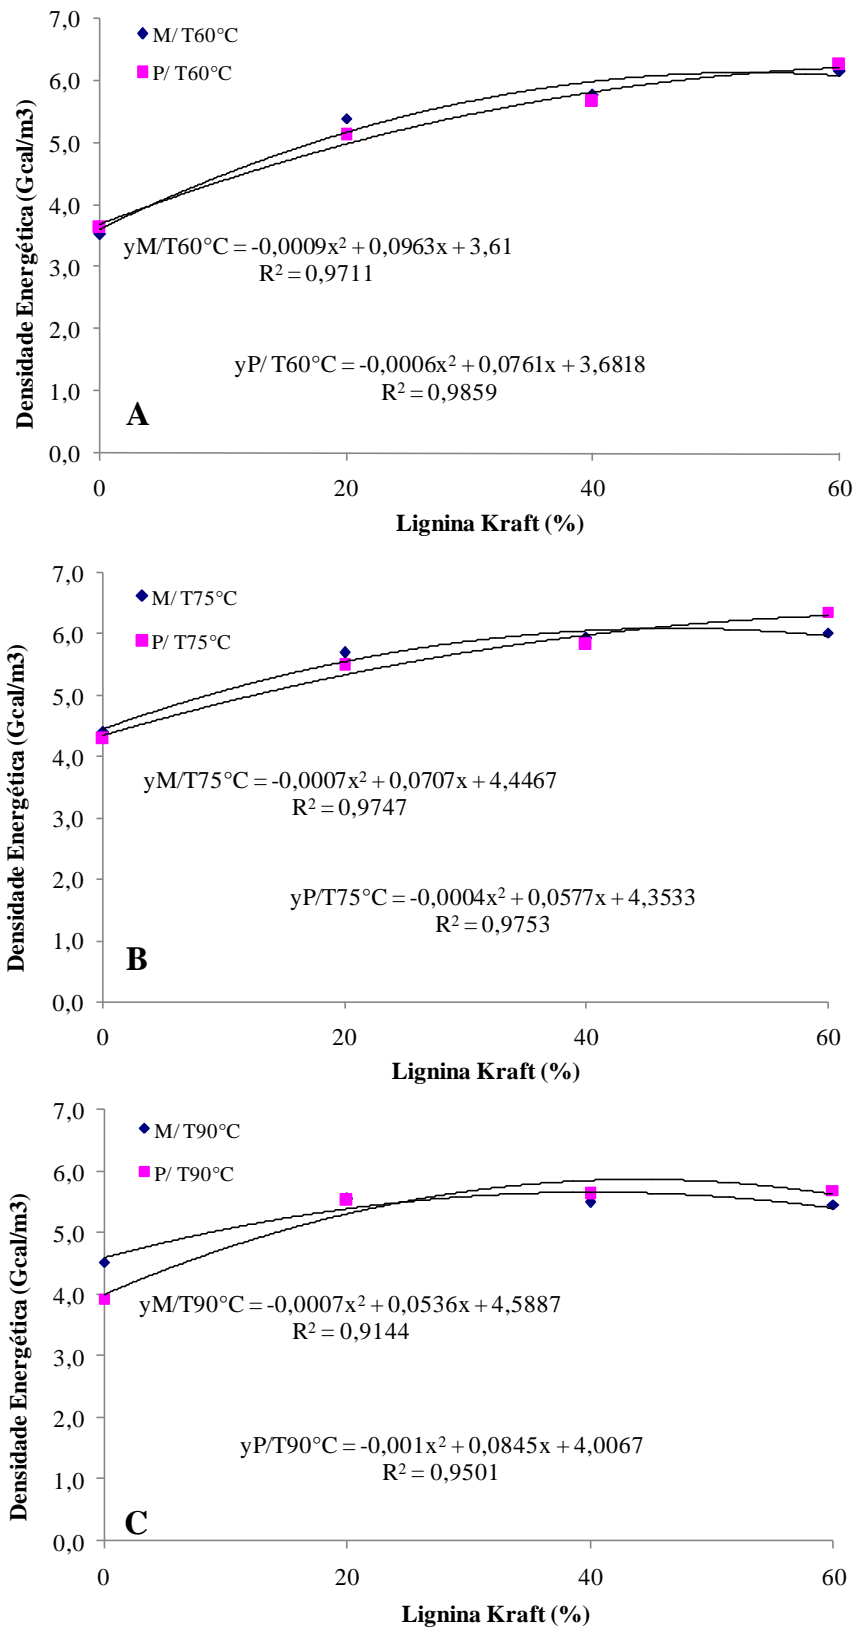 7,0
6,0
5,0
4,0
3,0
2,0
1,0
0,0
Densidade Energética (Gcal/m3)
M/ T60°C
P/ T60°C
yM/T60°C = -0,0009x² + 0,0963x + 3,61
R² = 0,9711
yP/ T60°C = -0,0006x² + 0,0761x + 3,6818
R² = 0,9859
A
0 20 40 60
Lignina Kraft (%)
7,0
6,0
5,0
4,0
3,0
2,0
1,0
0,0
Densidade Energética (Gcal/m3)
M/ T75°C
P/ T75°C
yM/T75°C = -0,0007x² + 0,0707x + 4,4467
R² = 0,9747
yP/T75°C = -0,0004x² + 0,0577x + 4,3533
R² = 0,9753
B
0 20 40 60
Lignina Kraft (%)
7,0
6,0
5,0
4,0
3,0
2,0
1,0
0,0
Densidade Energética (Gcal/m3)
M/ T90°C
P/ T90°C
yM/T90°C = -0,0007x² + 0,0536x + 4,5887
R² = 0,9144
yP/T90°C = -0,001x² + 0,0845x + 4,0067
R² = 0,9501
C
0 20 40 60
Lignina Kraft (%)